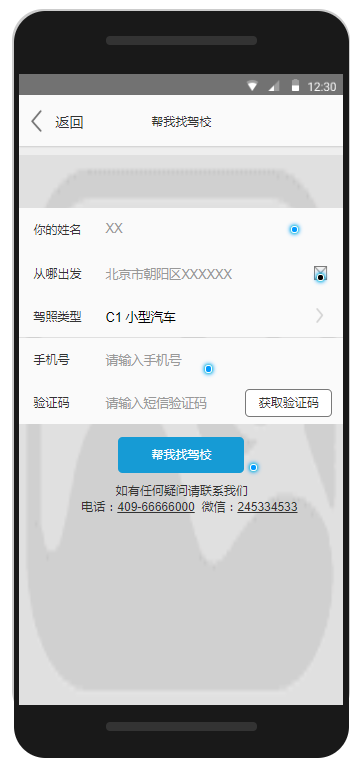 12:30
返回 帮我找驾校
你的姓名 XX
从哪出发 北京市朝阳区XXXXXX
驾照类型 C1 小型汽车
手机号 请输入手机号
验证码 请输入短信验证码 获取验证码
帮我找驾校
如有任何疑问请联系我们
电话：409-66666000 微信：245334533